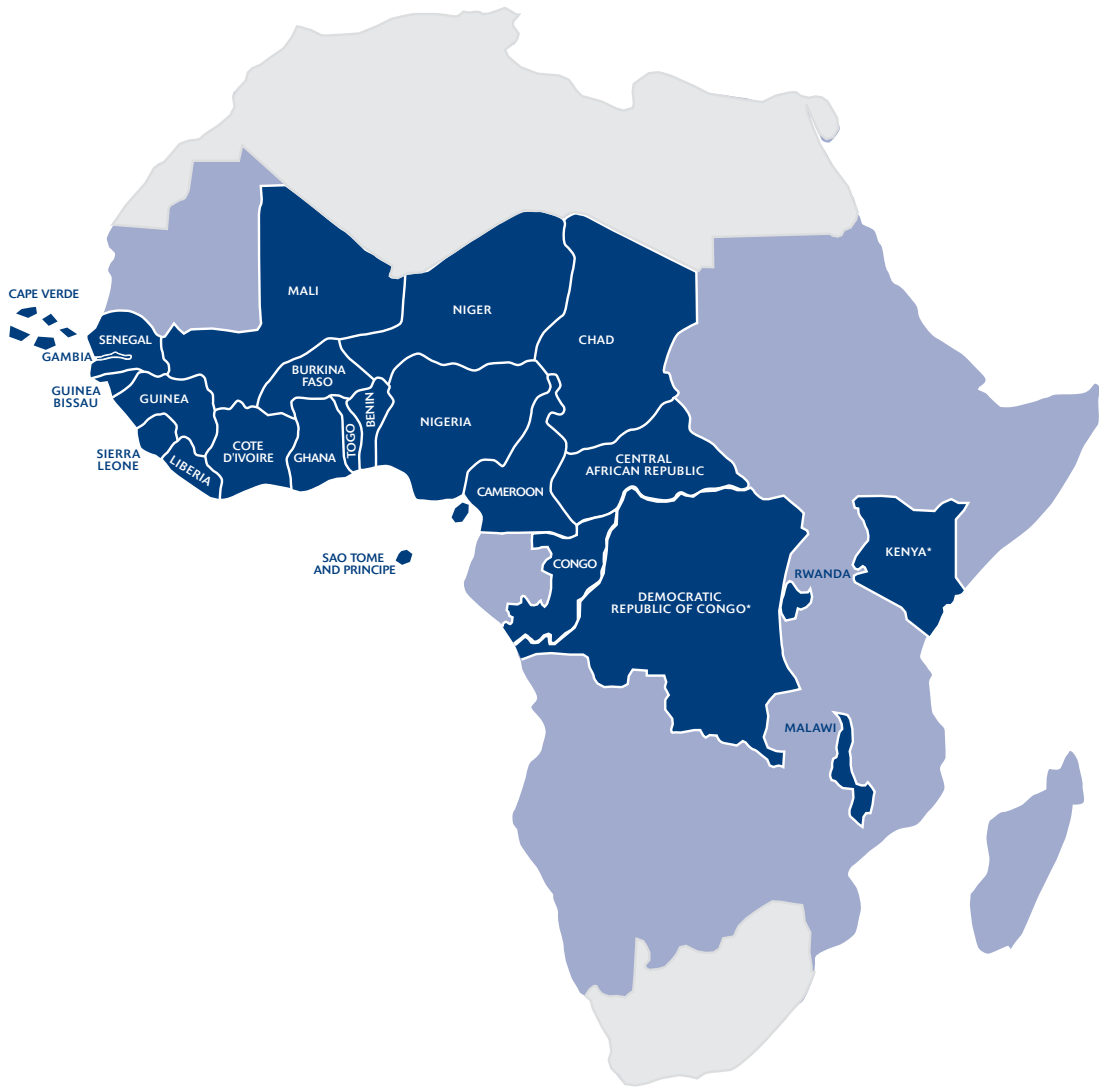 MALI
CAPE VERDE
NIGER
SENEGAL
CHAD
GAMBIA
BURKINA
FASO
GUINEA
BISSAU
GUINEA
BENIN
NIGERIA
TOGO
COTE
D'IVOIRE
GHANA
SIERRA
LEONE
LIBERIA
CENTRAL
AFRICAN REPUBLIC
CAMEROON
KENYA*
SAO TOME
AND PRINCIPE
CONGO
RWANDA
DEMOCRATIC
REPUBLIC OF CONGO*
MALAWI